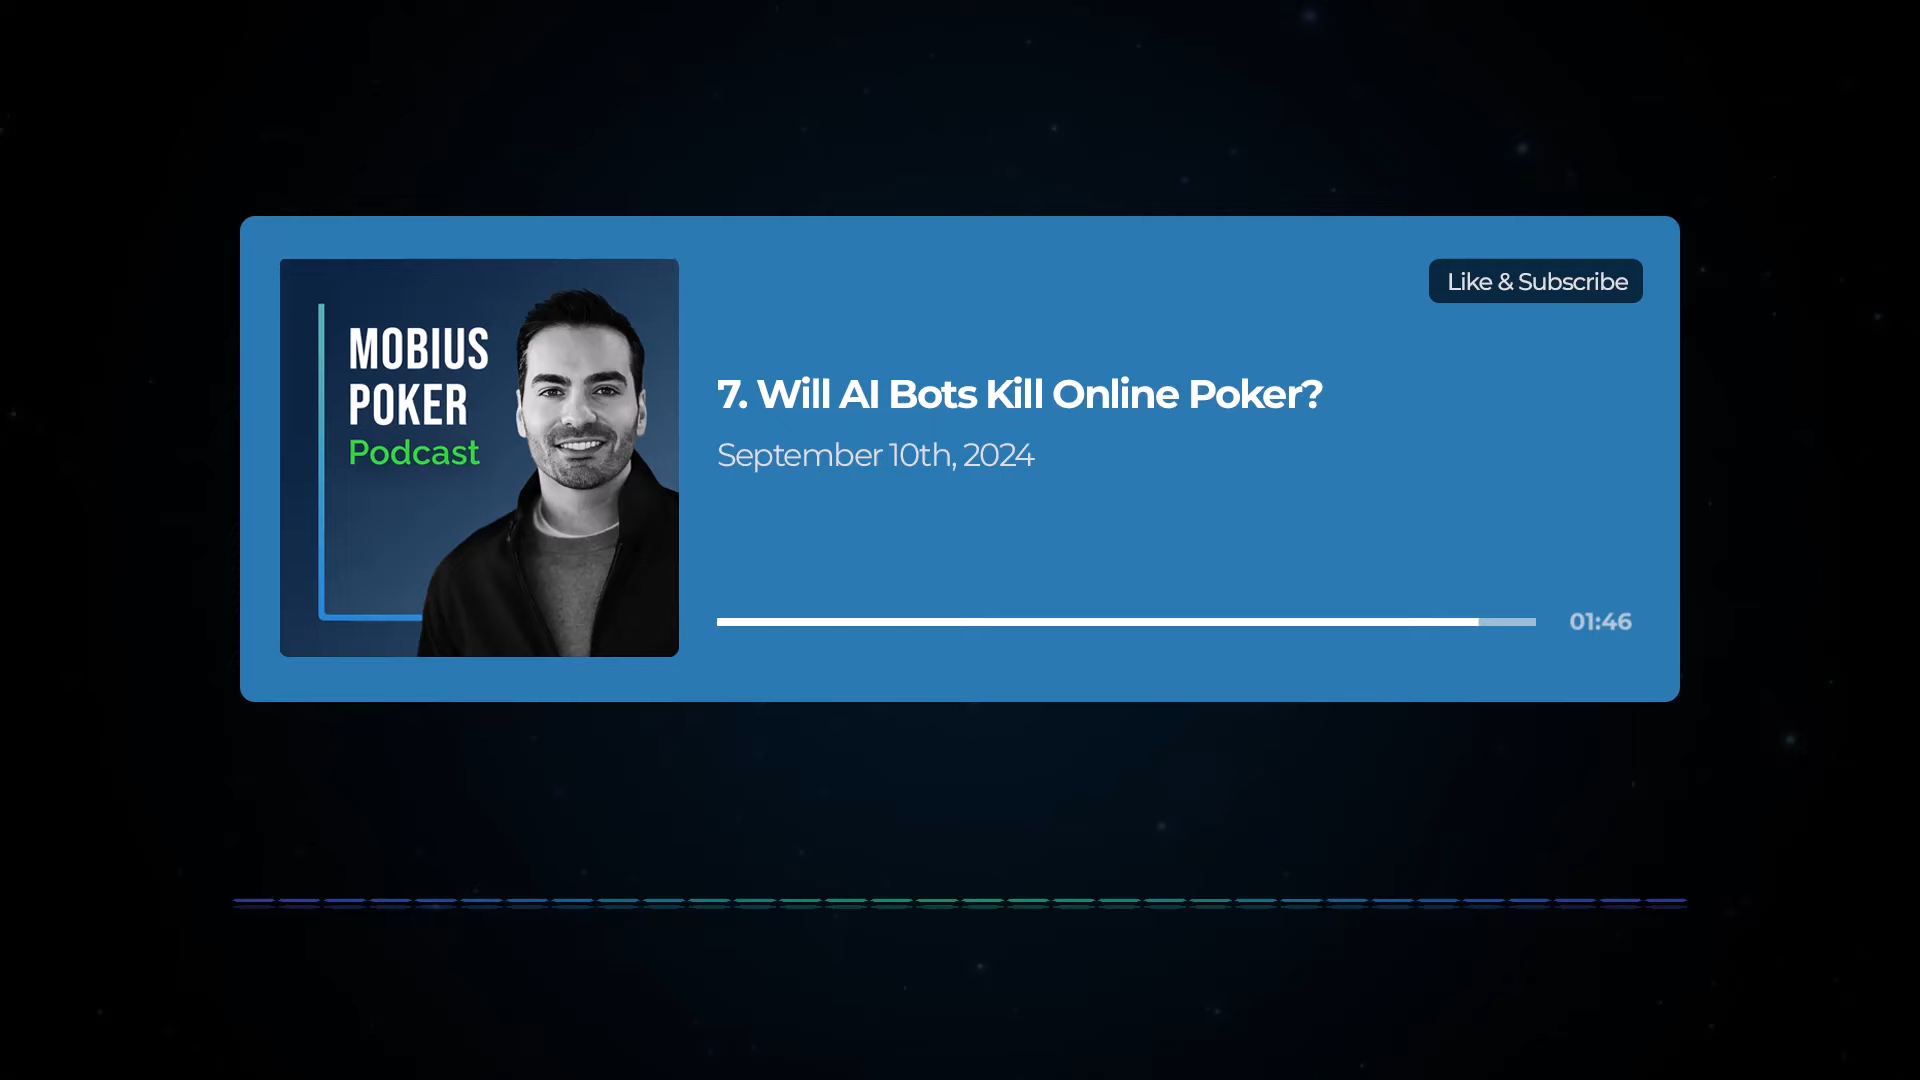 MOBIUS
POKER
Podcast
Like & Subscribe
7. Will AI Bots Kill Online Poker?
September 10th, 2024
01:46